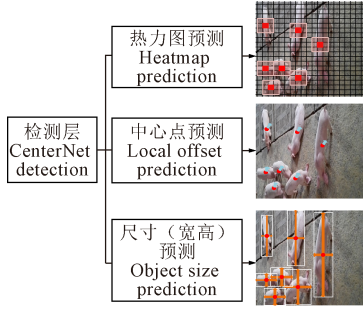 检测层
CenterNet
detection
热力图预测
Heatmap
prediction
中心点预测
Local offset
prediction
尺寸（宽高）
预测
Object size
prediction